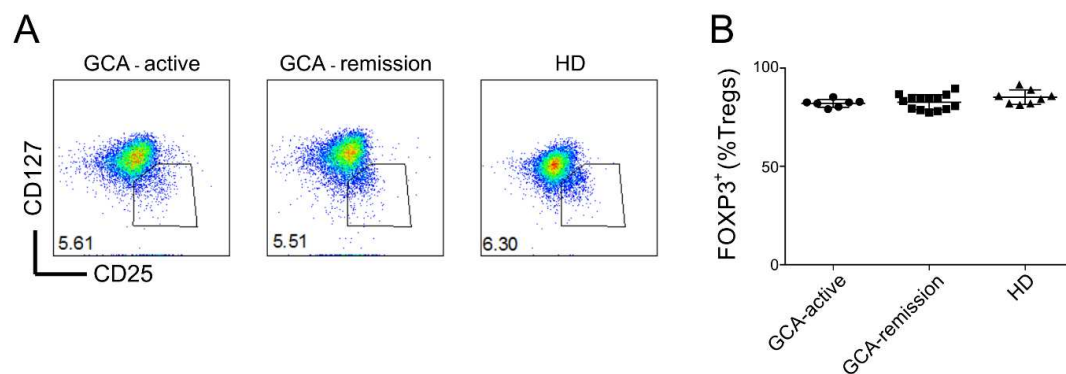 A
GCA - active
GCA - remission
HD
CD127
5.61
5.51
6.30
CD25
B
FOXP3+ (%Tregs)
100
50
0
GCA-active
GCA-remission
HD